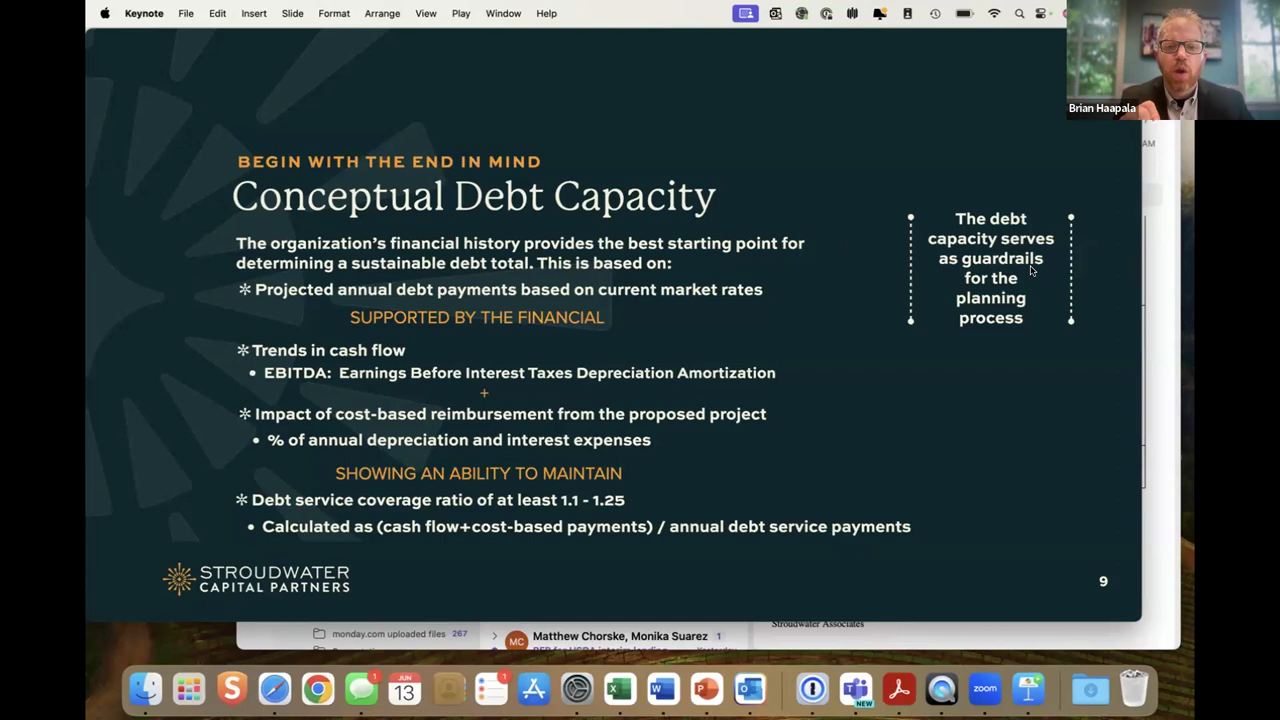 Keynote File Edit Insert Slide Format Arrange View Play Window Help
Brian Haapala
AM
BEGIN WITH THE END IN MIND
Conceptual Debt Capacity
The organization's financial history provides the best starting point for
determining a sustainable debt total. This is based on:
✲ Projected annual debt payments based on current market rates
SUPPORTED BY THE FINANCIAL
✲ Trends in cash flow
• EBITDA: Earnings Before Interest Taxes Depreciation Amortization
+
✲ Impact of cost-based reimbursement from the proposed project
• % of annual depreciation and interest expenses
SHOWING AN ABILITY TO MAINTAIN
✲ Debt service coverage ratio of at least 1.1 - 1.25
• Calculated as (cash flow+cost-based payments) / annual debt service payments
The debt
capacity serves
as guardrails
for the
planning
process
STROUDWATER
CAPITAL PARTNERS
9
monday.com uploaded files 267
MC Matthew Chorske, Monika Suarez 1
Stroudwater Associates
JUN
13
1
1
NEW
zoom